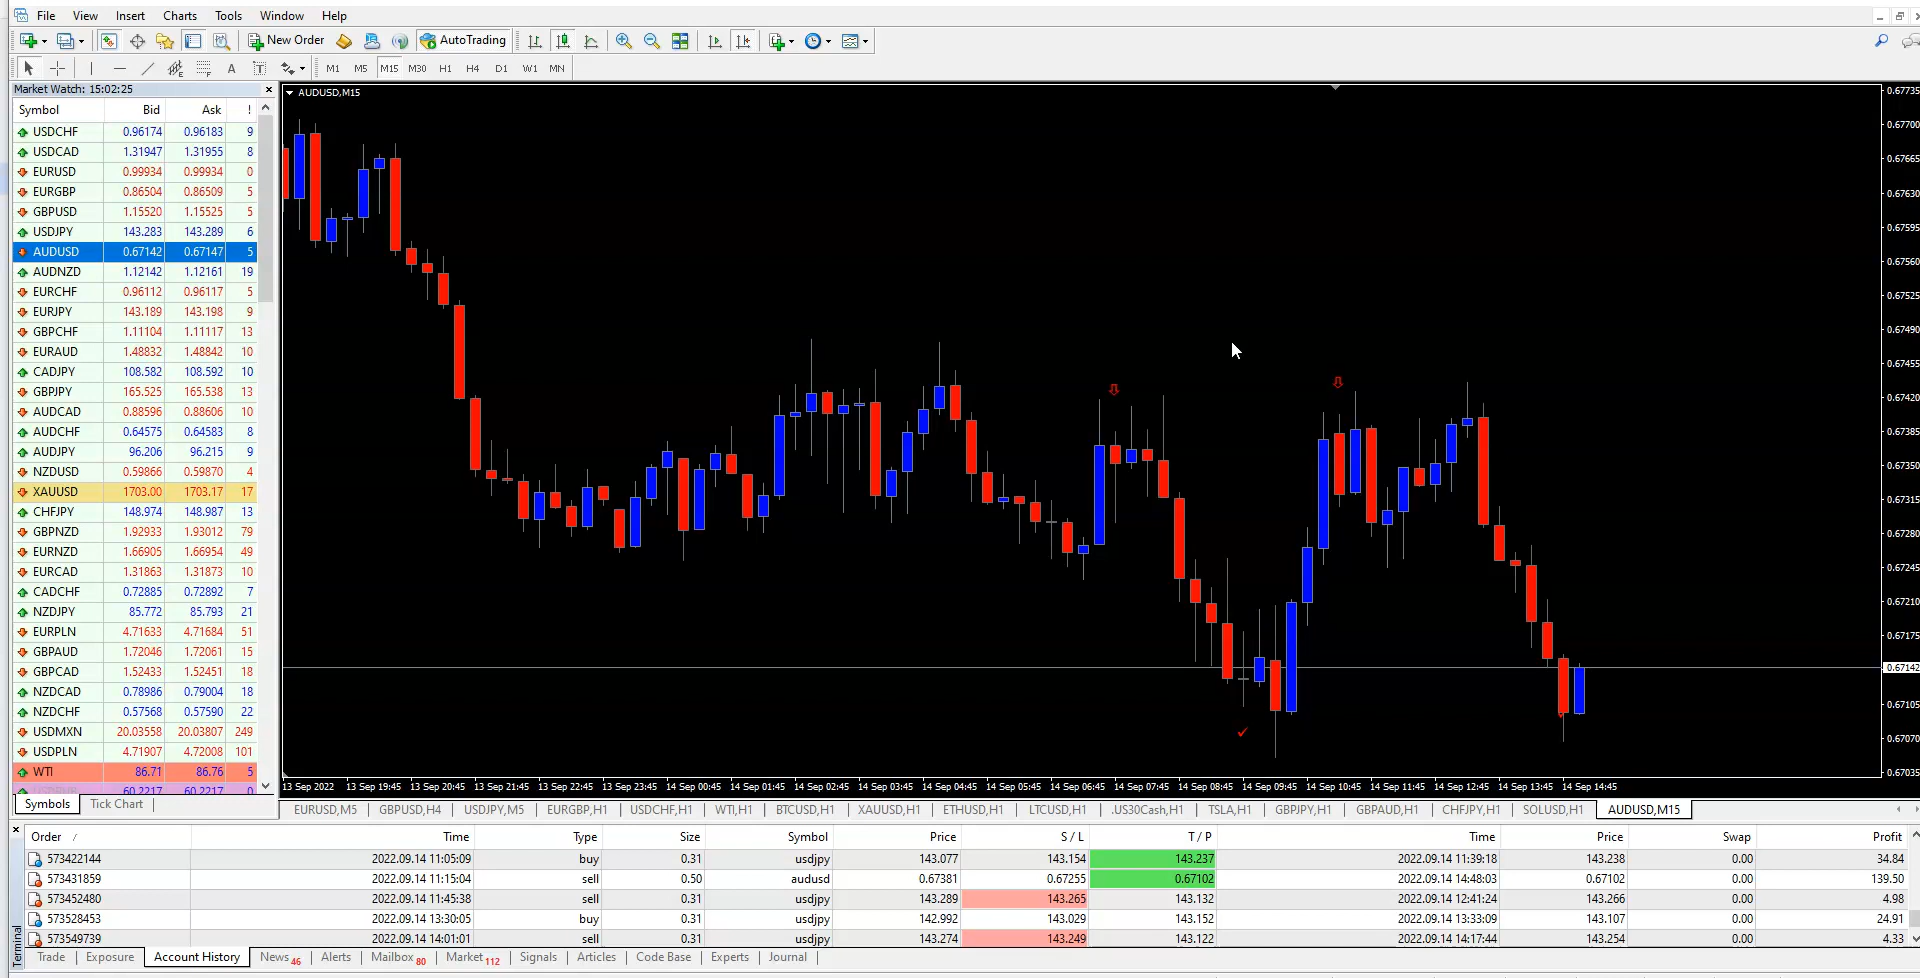 File View Insert Charts Tools Window Help
New Order AutoTrading
A T M1 M5 M15 M30 H1 H4 D1 W1 MN
Market Watch: 15:02:25
Symbol Bid Ask !
USDCHF 0.96174 0.96183 9
USDCAD 1.31947 1.31955 8
EURUSD 0.99934 0.99934 0
EURGBP 0.86504 0.86509 5
GBPUSD 1.15520 1.15525 5
USDJPY 143.283 143.289 6
AUDUSD 0.67142 0.67147 5
AUDNZD 1.12142 1.12161 19
EURCHF 0.96112 0.96117 5
EURJPY 143.189 143.198 9
GBPCHF 1.11104 1.11117 13
EURAUD 1.48832 1.48842 10
CADJPY 108.582 108.592 10
GBPJPY 165.525 165.538 13
AUDCAD 0.88596 0.88606 10
AUDCHF 0.64575 0.64583 8
AUDJPY 96.206 96.215 9
NZDUSD 0.59866 0.59870 4
XAUUSD 1703.00 1703.17 17
CHFJPY 148.974 148.987 13
GBPNZD 1.92933 1.93012 79
EURNZD 1.66905 1.66954 49
EURCAD 1.31863 1.31873 10
CADCHF 0.72885 0.72892 7
NZDJPY 85.772 85.793 21
EURPLN 4.71633 4.71684 51
GBPAUD 1.72046 1.72061 15
GBPCAD 1.52433 1.52451 18
NZDCAD 0.78986 0.79004 18
NZDCHF 0.57568 0.57590 22
USDMXN 20.03558 20.03807 249
USDPLN 4.71907 4.72008 101
WTI 86.71 86.76 5
60.2217 60.2217 0
Symbols Tick Chart
AUDUSD,M15
0.67735
0.67700
0.67665
0.67630
0.67595
0.67560
0.67525
0.67490
0.67455
0.67420
0.67385
0.67350
0.67315
0.67280
0.67245
0.67210
0.67175
0.67142
0.67105
0.67070
0.67035
13 Sep 2022 13 Sep 19:45 13 Sep 20:45 13 Sep 21:45 13 Sep 22:45 13 Sep 23:45 14 Sep 00:45 14 Sep 01:45 14 Sep 02:45 14 Sep 03:45 14 Sep 04:45 14 Sep 05:45 14 Sep 06:45 14 Sep 07:45 14 Sep 08:45 14 Sep 09:45 14 Sep 10:45 14 Sep 11:45 14 Sep 12:45 14 Sep 13:45 14 Sep 14:45
EURUSD,M5 GBPUSD,H4 USDJPY,M5 EURGBP,H1 USDCHF,H1 WTI,H1 BTCUSD,H1 XAUUSD,H1 ETHUSD,H1 LTCUSD,H1 .US30Cash,H1 TSLA,H1 GBPJPY,H1 GBPAUD,H1 CHFJPY,H1 SOLUSD,H1 AUDUSD,M15
Order / Time Type Size Symbol Price S / L T / P Time Price Swap Profit
573422144 2022.09.14 11:05:09 buy 0.31 usdjpy 143.077 143.154 143.237 2022.09.14 11:39:18 143.238 0.00 34.84
573431859 2022.09.14 11:15:04 sell 0.50 audusd 0.67381 0.67255 0.67102 2022.09.14 14:48:03 0.67102 0.00 139.50
573452480 2022.09.14 11:45:38 sell 0.31 usdjpy 143.289 143.265 143.132 2022.09.14 12:41:24 143.266 0.00 4.98
573528453 2022.09.14 13:30:05 buy 0.31 usdjpy 142.992 143.029 143.152 2022.09.14 13:33:09 143.107 0.00 24.91
573549739 2022.09.14 14:01:01 sell 0.31 usdjpy 143.274 143.249 143.122 2022.09.14 14:17:44 143.254 0.00 4.33
Terminal
Trade Exposure Account History News 46 Alerts Mailbox 80 Market 112 Signals Articles Code Base Experts Journal